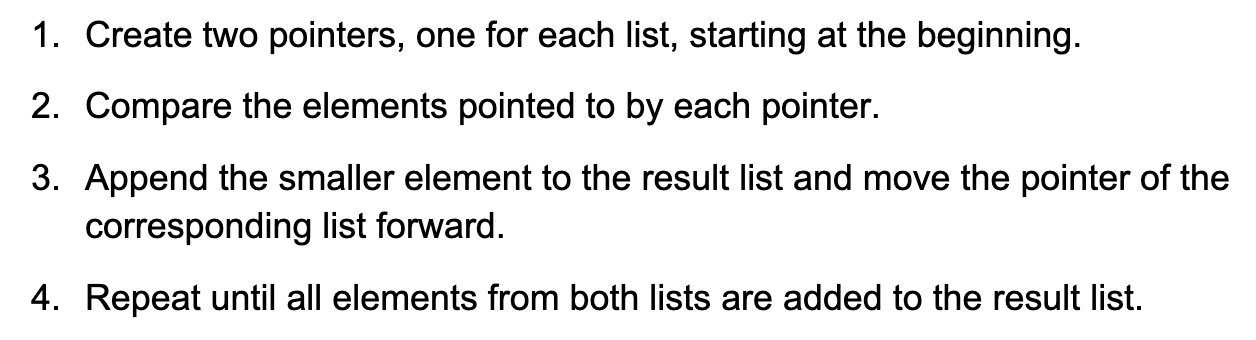 1. Create two pointers, one for each list, starting at the beginning.
2. Compare the elements pointed to by each pointer.
3. Append the smaller element to the result list and move the pointer of the
corresponding list forward.
4. Repeat until all elements from both lists are added to the result list.